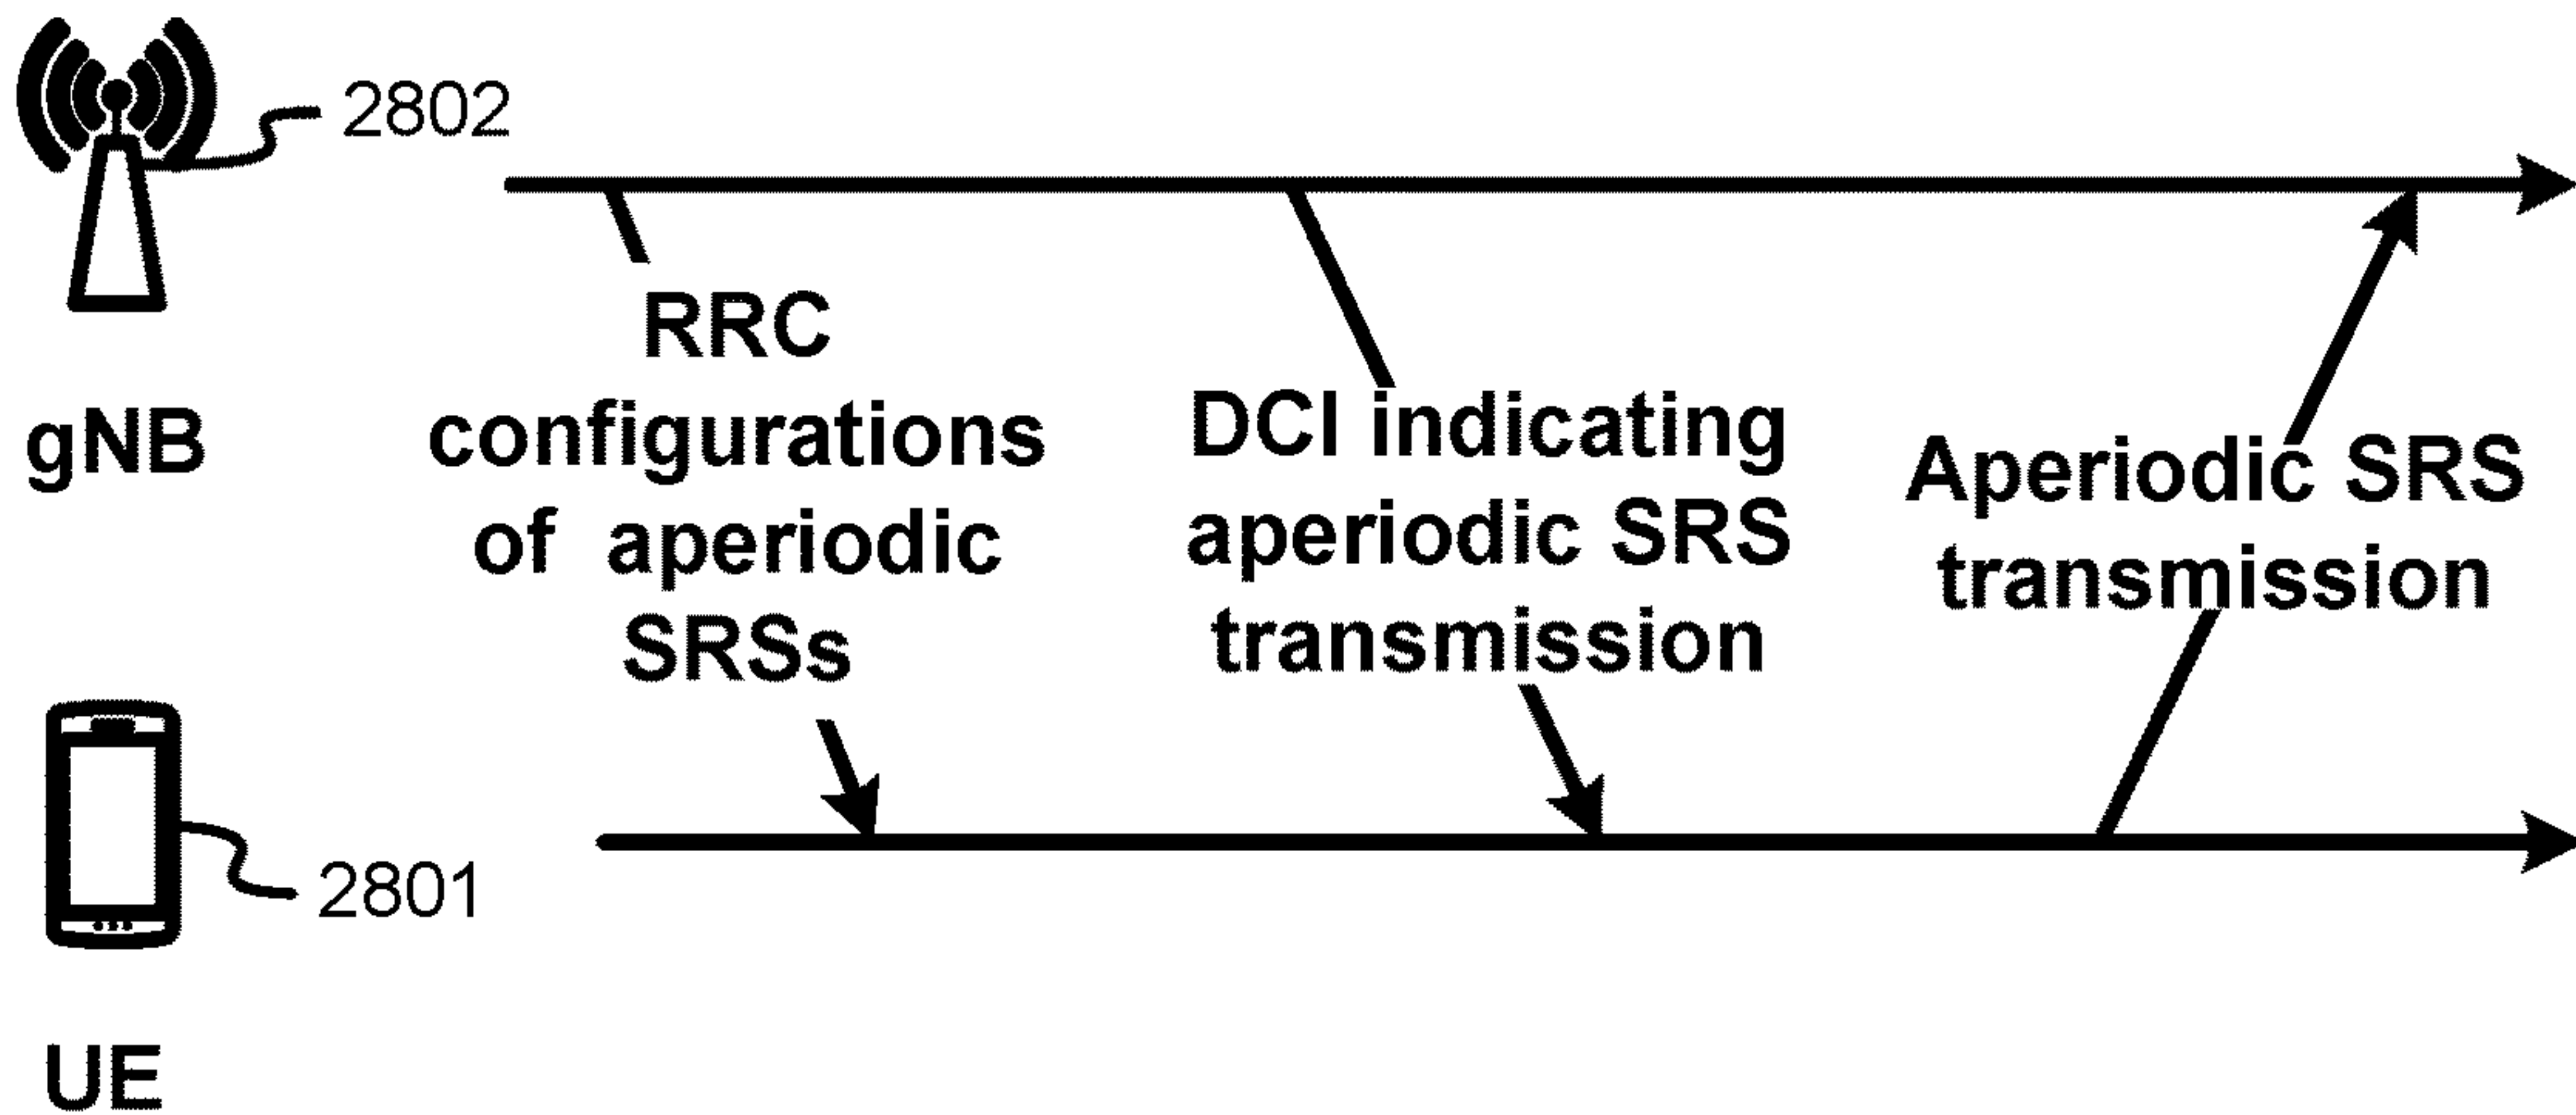 2802
gNB
RRC
configurations
of aperiodic
SRSs
DCI indicating
aperiodic SRS
transmission
Aperiodic SRS
transmission
2801
UE